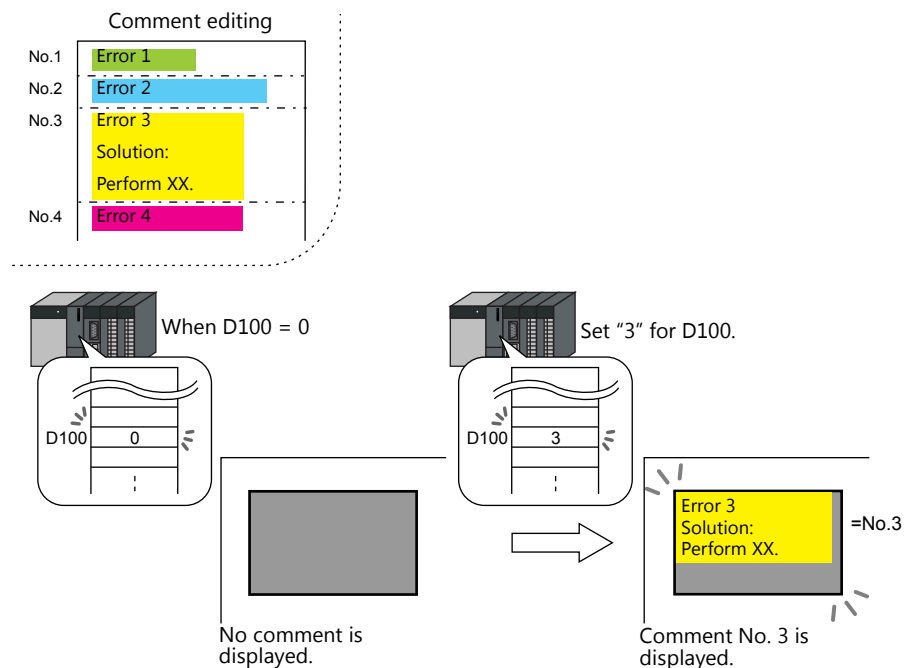 Comment editing
No.1
Error 1
No.2
Error 2
No.3
Error 3
Solution:
Perform XX.
No.4
Error 4
When D100 = 0
D100
0
No comment is
displayed.
Set "3" for D100.
D100
3
Error 3
Solution:
Perform XX.
=No.3
Comment No. 3 is
displayed.